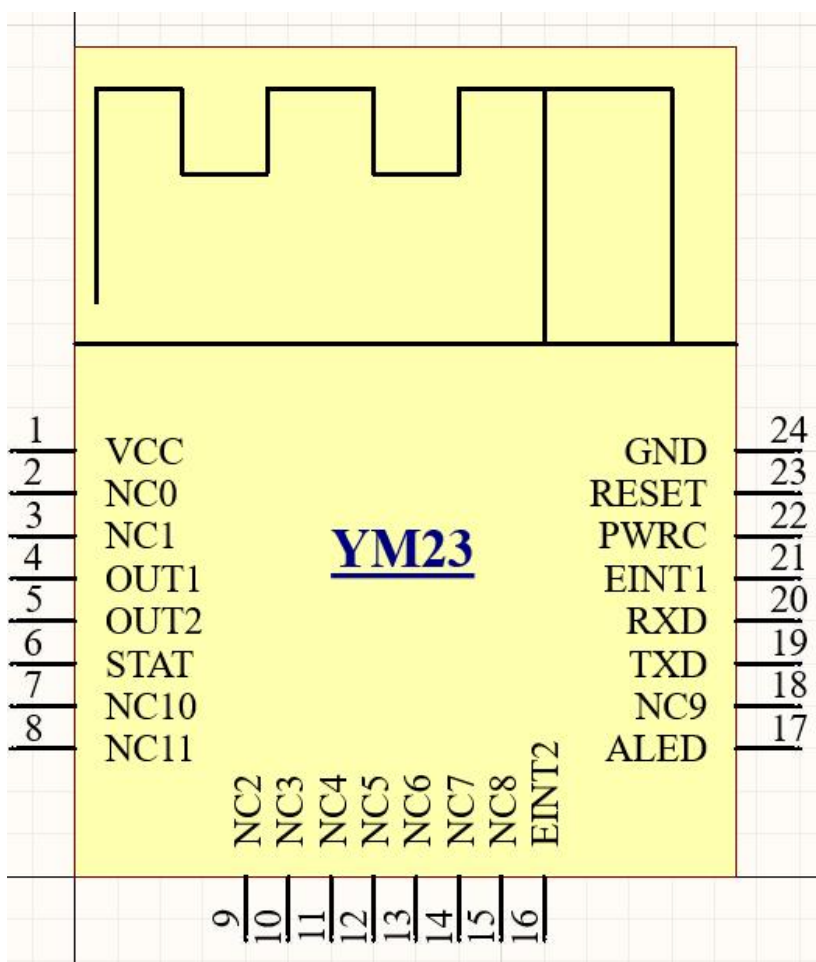 1 VCC
2 NC0
3 NC1
4 OUT1
5 OUT2
6 STAT
7 NC10
8 NC11
YM23
GND 24
RESET 23
PWRC 22
EINT1 21
RXD 20
TXD 19
NC9 18
ALED 17
NC2 NC3 NC4 NC5 NC6 NC7 NC8 EINT2
9 10 11 12 13 14 15 16